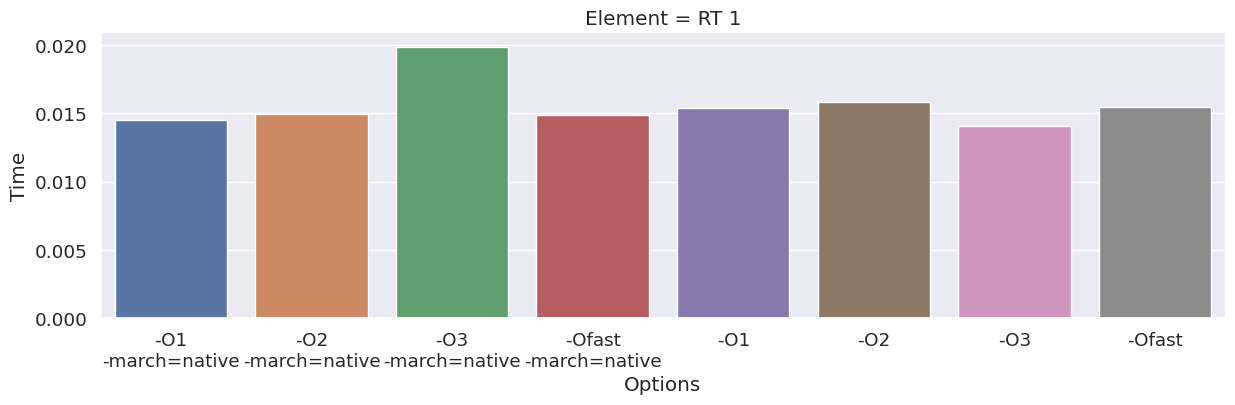 Element = RT 1
0.020
0.015
0.010
0.005
0.000
Time
-O1 -O2 -O3 -Ofast -O1 -O2 -O3 -Ofast
-march=native -march=native -march=native -march=native
Options